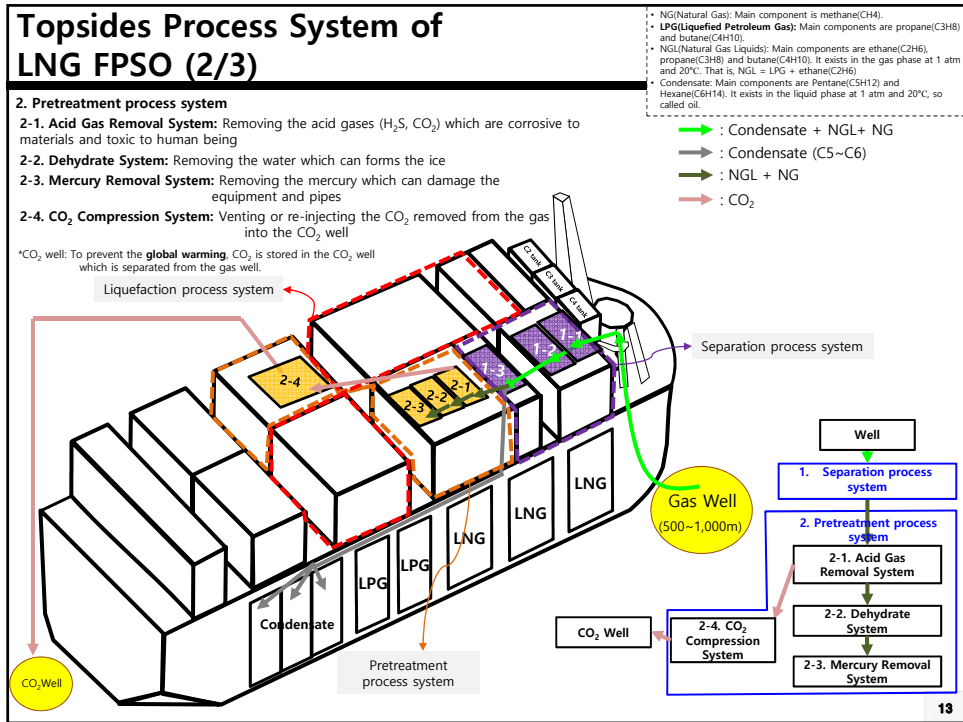 Topsides Process System of
LNG FPSO (2/3)
• NG(Natural Gas): Main component is methane(CH4).
• LPG(Liquefied Petroleum Gas): Main components are propane(C3H8)
and butane(C4H10).
• NGL(Natural Gas Liquids): Main components are ethane(C2H6),
propane(C3H8) and butane(C4H10). It exists in the gas phase at 1 atm
and 20℃. That is, NGL = LPG + ethane(C2H6)
• Condensate: Main components are Pentane(C5H12) and
Hexane(C6H14). It exists in the liquid phase at 1 atm and 20℃, so
called oil.
2. Pretreatment process system
2-1. Acid Gas Removal System: Removing the acid gases (H₂S, CO₂) which are corrosive to
materials and toxic to human being
2-2. Dehydrate System: Removing the water which can forms the ice
2-3. Mercury Removal System: Removing the mercury which can damage the
equipment and pipes
2-4. CO₂ Compression System: Venting or re-injecting the CO₂ removed from the gas
into the CO₂ well
*CO₂ well: To prevent the global warming, CO₂ is stored in the CO₂ well
which is separated from the gas well.
: Condensate + NGL+ NG
: Condensate (C5~C6)
: NGL + NG
: CO₂
Liquefaction process system
C2 tank
C3 tank
C4 tank
1-1
1-2
1-3
Separation process system
2-4
2-1
2-2
2-3
Gas Well
(500~1,000m)
LNG
LNG
LNG
LPG
LPG
Condensate
CO₂Well
Pretreatment
process system
Well
1. Separation process
system
2. Pretreatment process
system
2-1. Acid Gas
Removal System
2-2. Dehydrate
System
2-3. Mercury Removal
System
2-4. CO₂
Compression
System
CO₂ Well
13